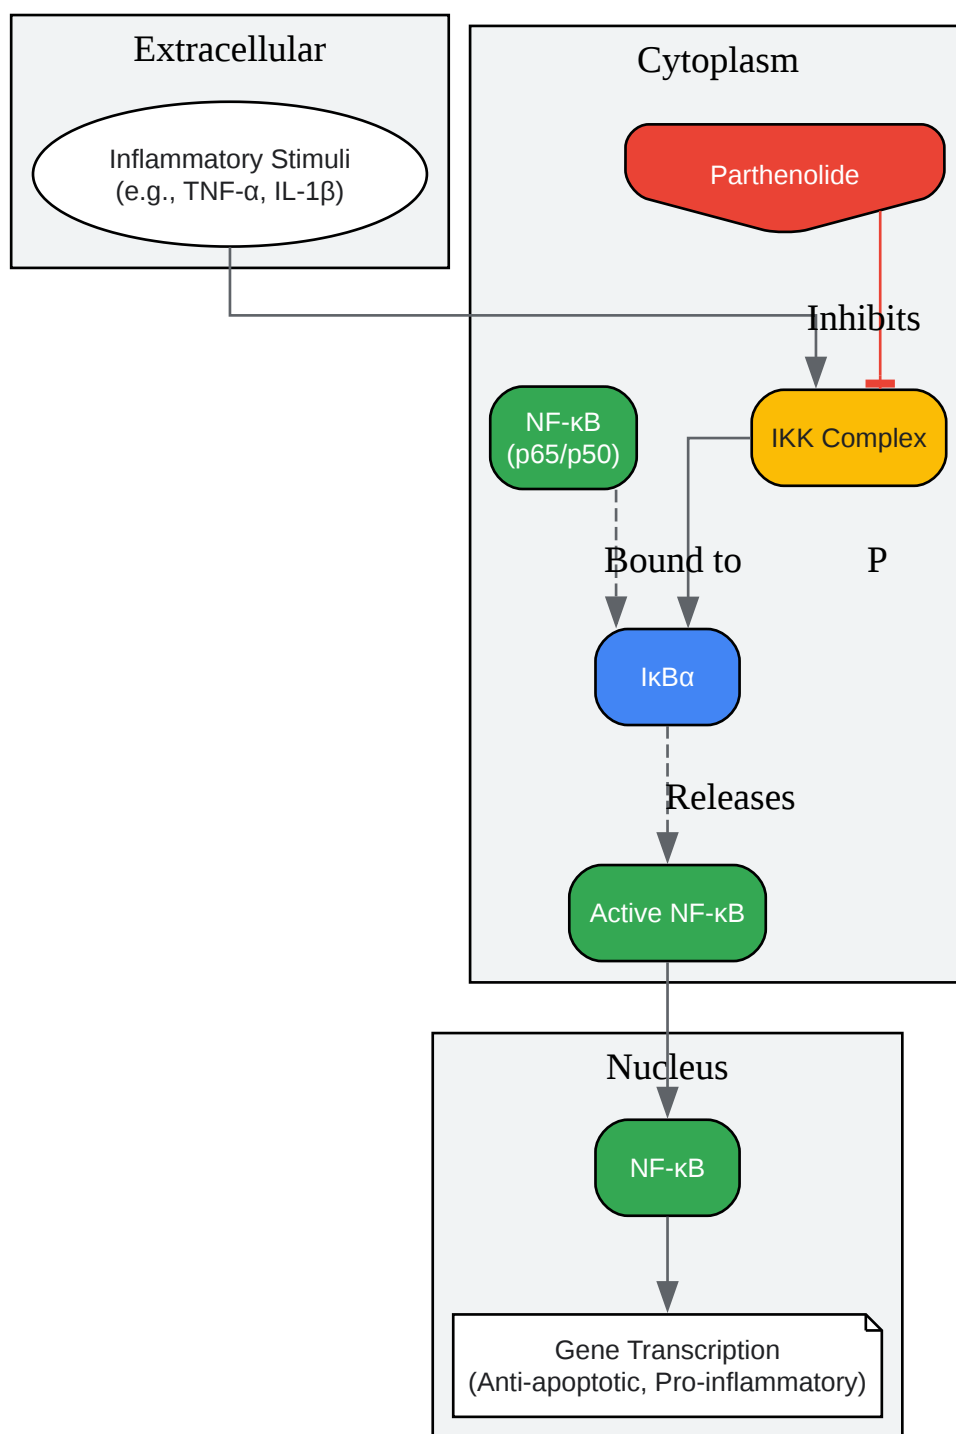 Extracellular
Cytoplasm
Inflammatory Stimuli
(e.g., TNF-α, IL-1β)
Parthenolide
Inhibits
NF-κB
(p65/p50)
IKK Complex
Bound to
P
IκBα
Releases
Active NF-κB
Nucleus
NF-κB
Gene Transcription
(Anti-apoptotic, Pro-inflammatory)